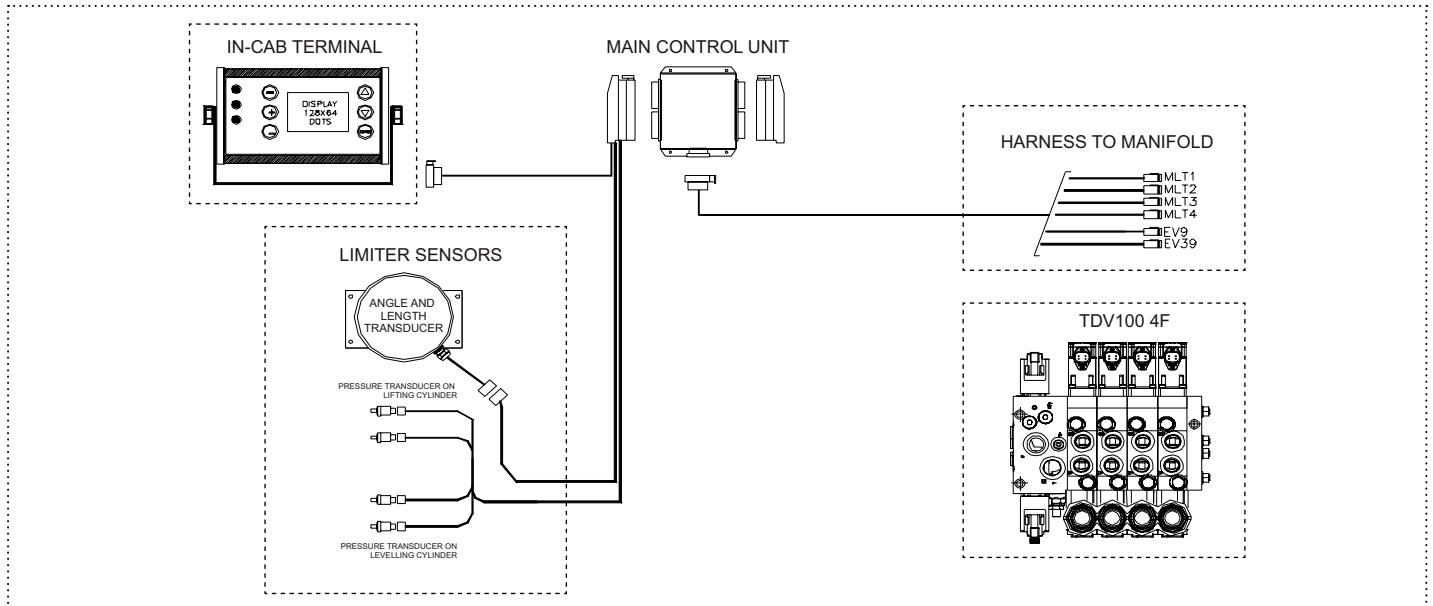 IN-CAB TERMINAL
DISPLAY
128X64
DOTS
MAIN CONTROL UNIT
HARNESS TO MANIFOLD
MLT1
MLT2
MLT3
MLT4
EV9
EV39
LIMITER SENSORS
ANGLE AND
LENGTH
TRANSDUCER
PRESSURE TRANSDUCER ON
LIFTING CYLINDER
PRESSURE TRANSDUCER ON
LEVELLING CYLINDER
TDV100 4F